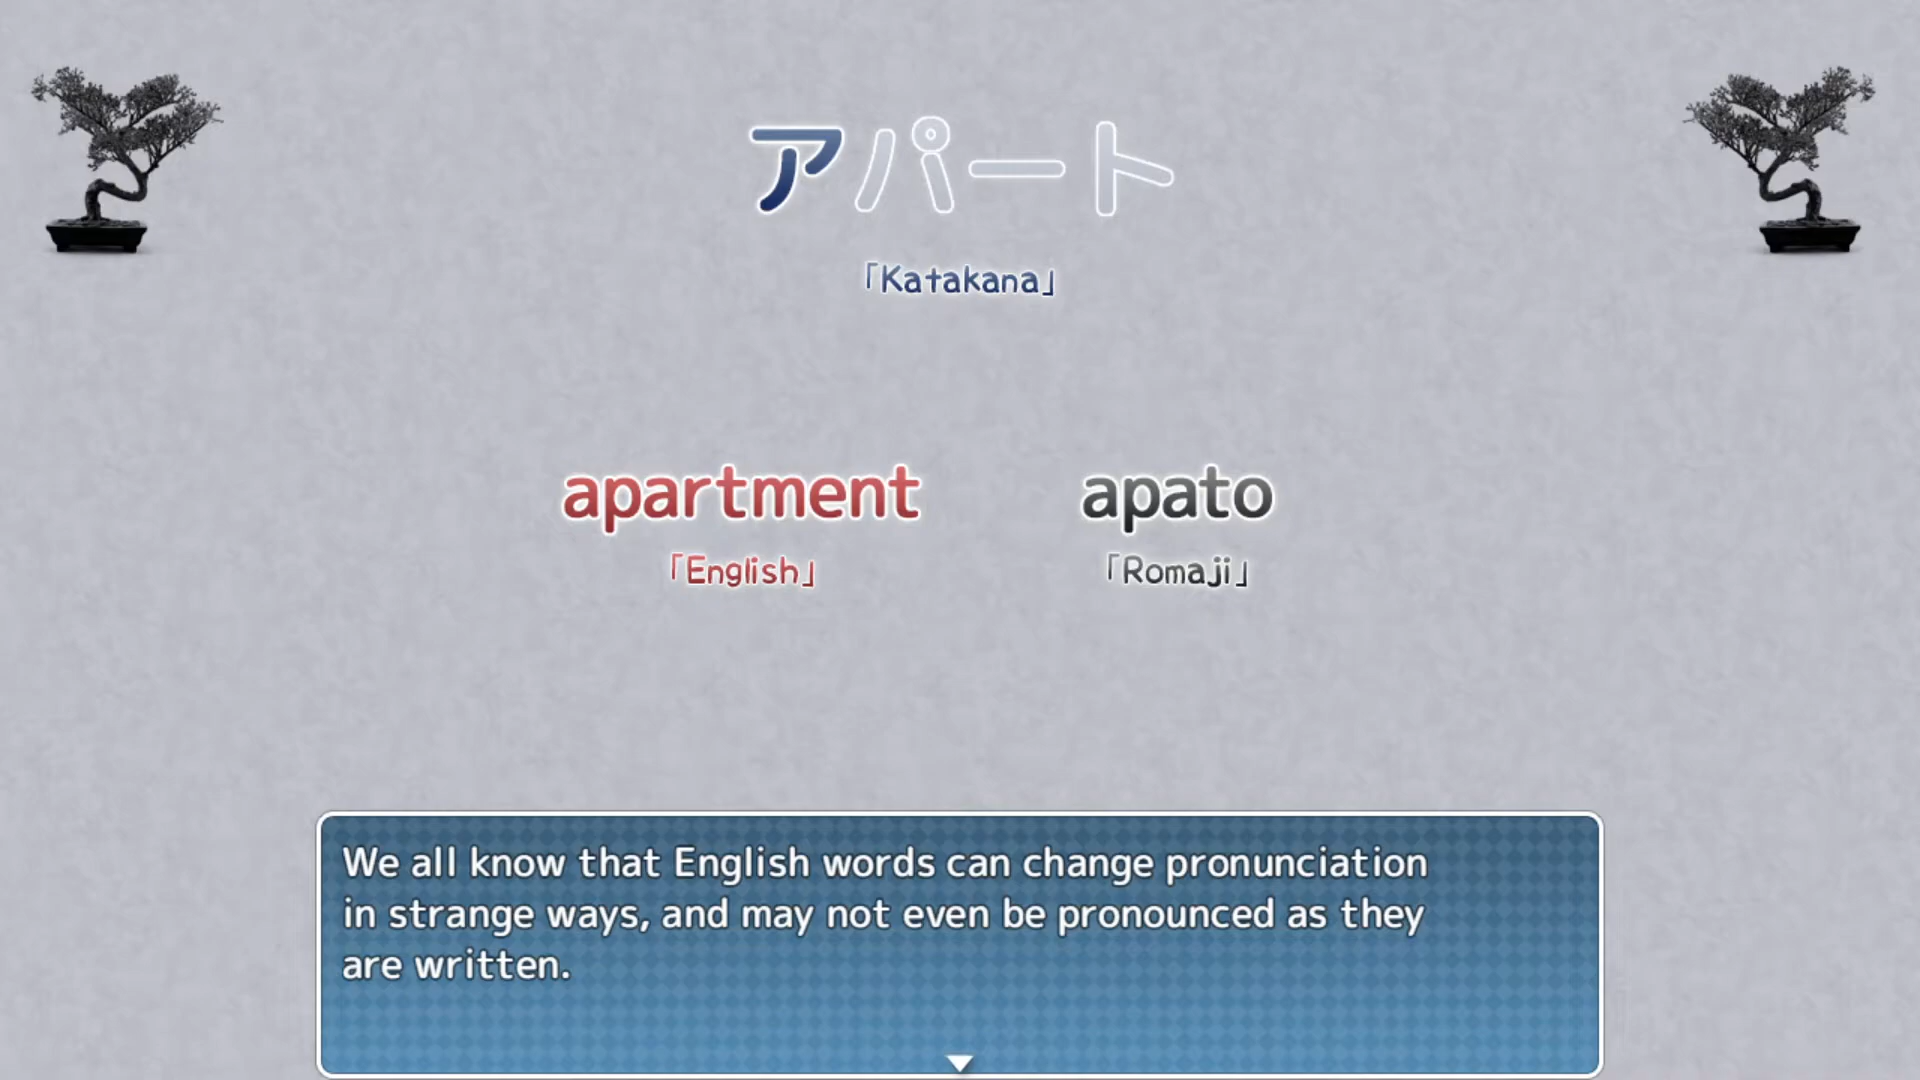 アパート
「Katakana」
apartment
apato
「English」
「Romaji」
We all know that English words can change pronunciation
in strange ways, and may not even be pronounced as they
are written.